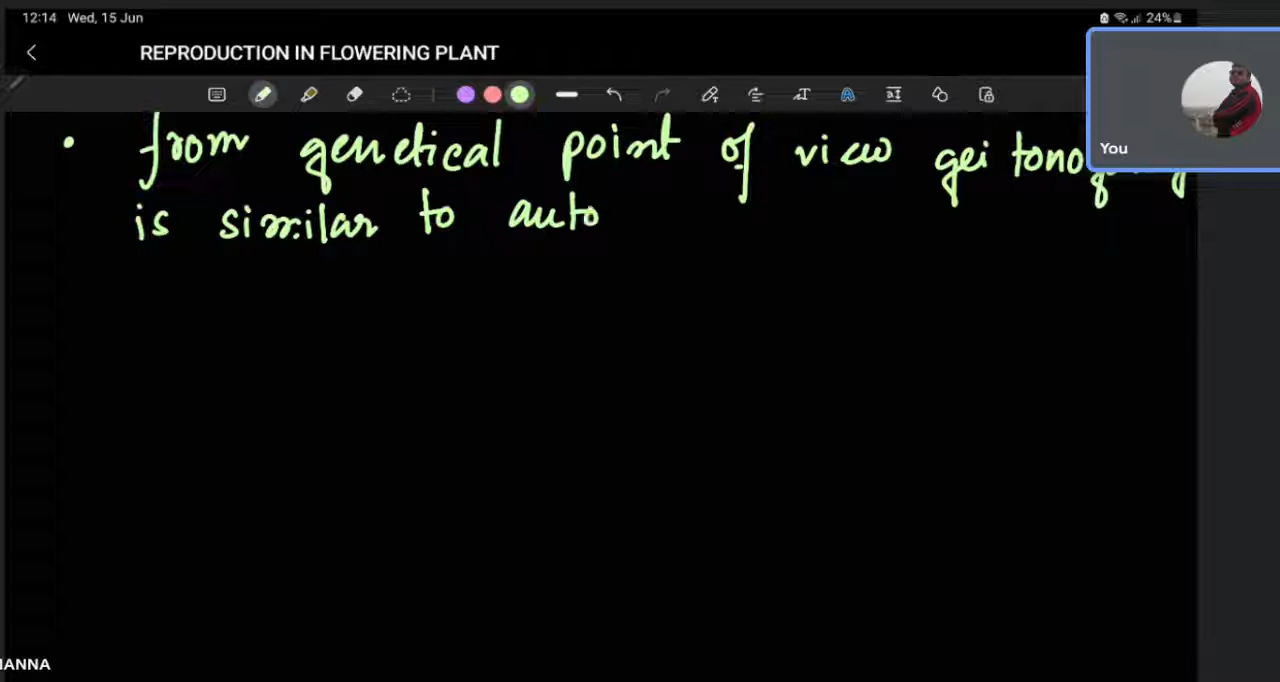 12:14 Wed, 15 Jun 24%
REPRODUCTION IN FLOWERING PLANT
You
• from genetical point of view
is similar to auto
IANNA